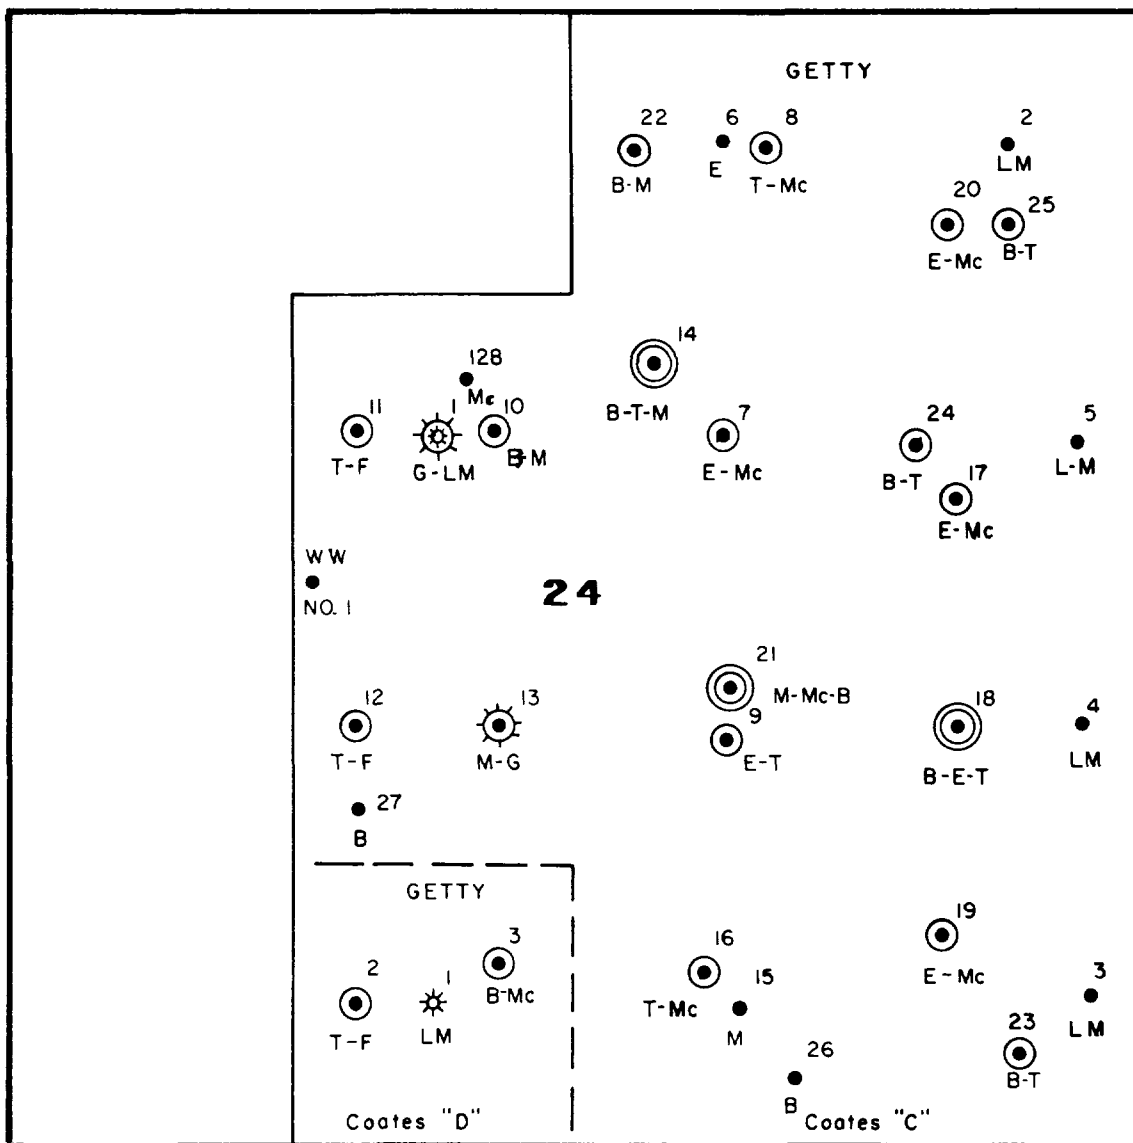 GETTY
22
B-M
6
E
8
T-Mc
2
LM
20
E-Mc
25
B-T
14
B-T-M
128
Mc
11
T-F
1
G-LM
10
B-M
7
E-Mc
24
B-T
17
E-Mc
5
L-M
WW
NO. 1
24
21
M-Mc-B
9
E-T
12
T-F
13
M-G
18
B-E-T
4
LM
27
B
GETTY
3
B-Mc
2
T-F
1
LM
16
T-Mc
15
M
26
B
19
E-Mc
3
LM
23
B-T
Coates "D"
Coates "C"